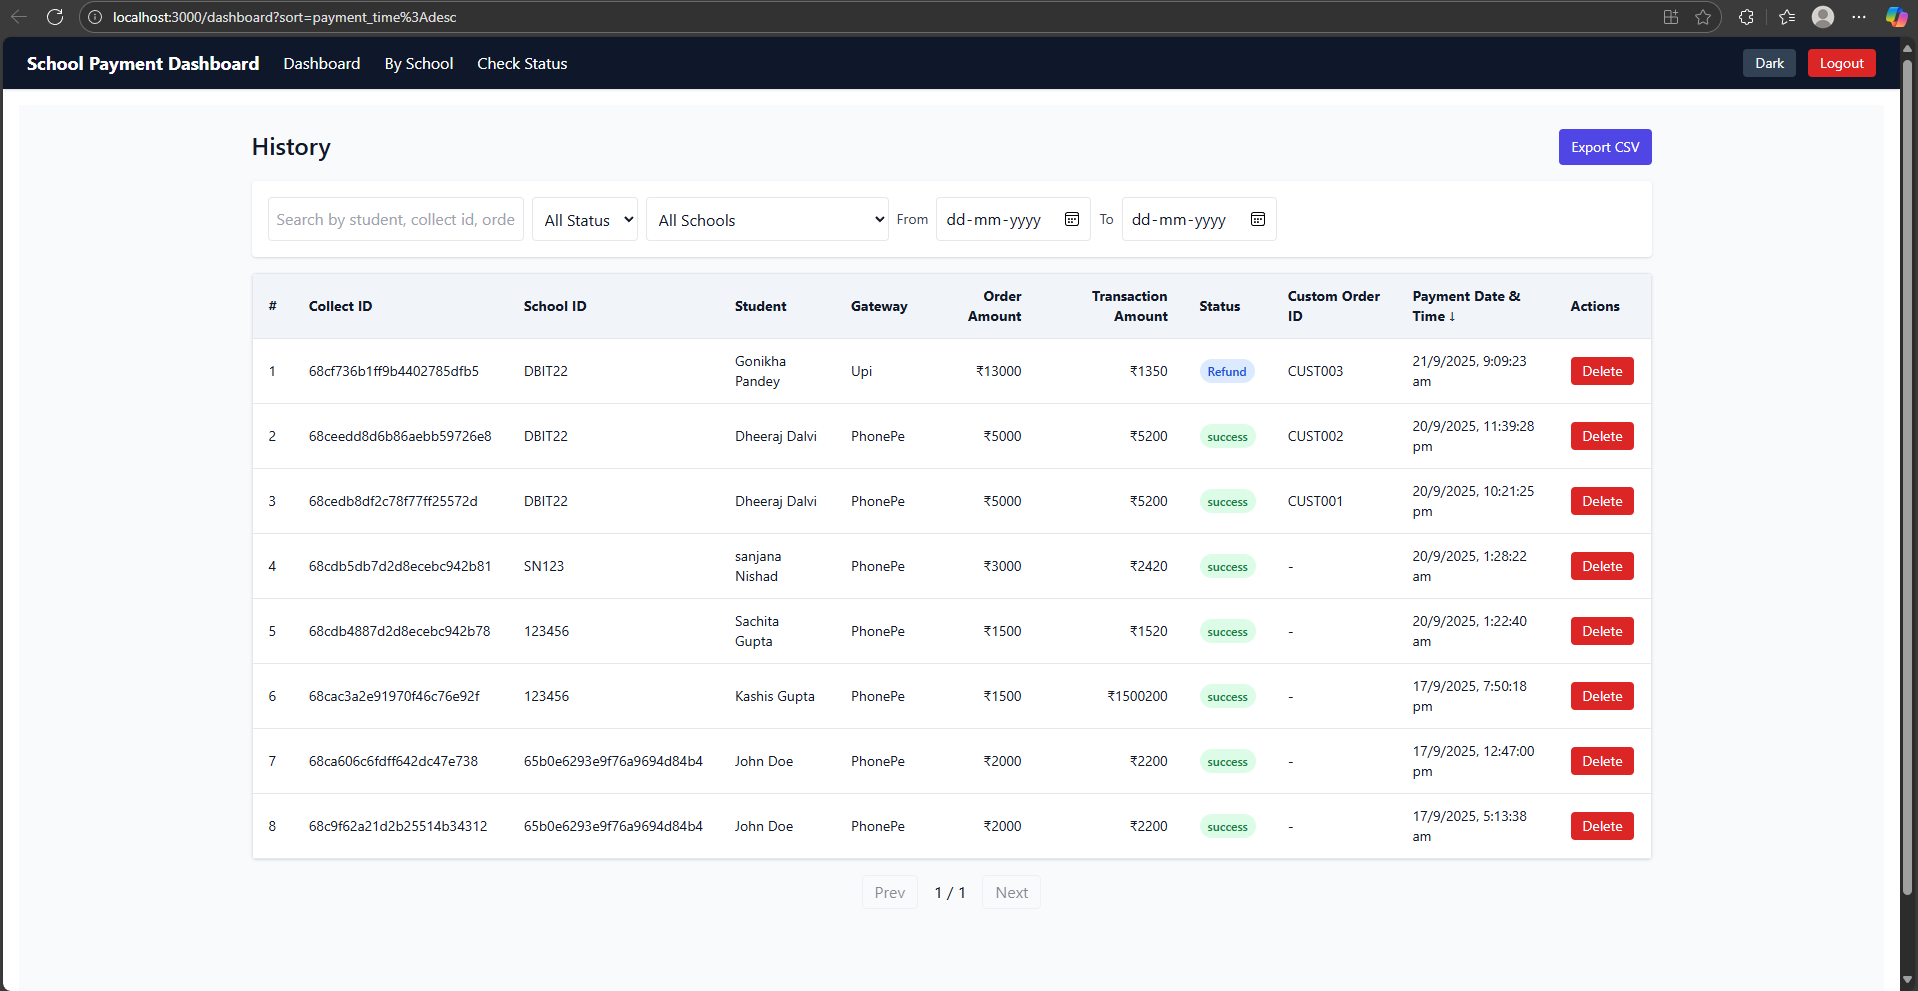 localhost:3000/dashboard?sort=payment_time%3Adesc
School Payment Dashboard Dashboard By School Check Status Dark Logout
History Export CSV
Search by student, collect id, orde All Status All Schools From dd-mm-yyyy To dd-mm-yyyy
# Collect ID School ID Student Gateway Order Amount Transaction Amount Status Custom Order ID Payment Date & Time ↓ Actions
1 68cf736b1ff9b4402785dfb5 DBIT22 Gonikha Pandey Upi ₹13000 ₹1350 Refund CUST003 21/9/2025, 9:09:23 am Delete
2 68ceedd8d6b86aebb59726e8 DBIT22 Dheeraj Dalvi PhonePe ₹5000 ₹5200 success CUST002 20/9/2025, 11:39:28 pm Delete
3 68cedb8df2c78f77ff25572d DBIT22 Dheeraj Dalvi PhonePe ₹5000 ₹5200 success CUST001 20/9/2025, 10:21:25 pm Delete
4 68cdb5db7d2d8ecebc942b81 SN123 sanjana Nishad PhonePe ₹3000 ₹2420 success - 20/9/2025, 1:28:22 am Delete
5 68cdb4887d2d8ecebc942b78 123456 Sachita Gupta PhonePe ₹1500 ₹1520 success - 20/9/2025, 1:22:40 am Delete
6 68cac3a2e91970f46c76e92f 123456 Kashis Gupta PhonePe ₹1500 ₹1500200 success - 17/9/2025, 7:50:18 pm Delete
7 68ca606c6fdff642dc47e738 65b0e6293e9f76a9694d84b4 John Doe PhonePe ₹2000 ₹2200 success - 17/9/2025, 12:47:00 pm Delete
8 68c9f62a21d2b25514b34312 65b0e6293e9f76a9694d84b4 John Doe PhonePe ₹2000 ₹2200 success - 17/9/2025, 5:13:38 am Delete
Prev 1 / 1 Next